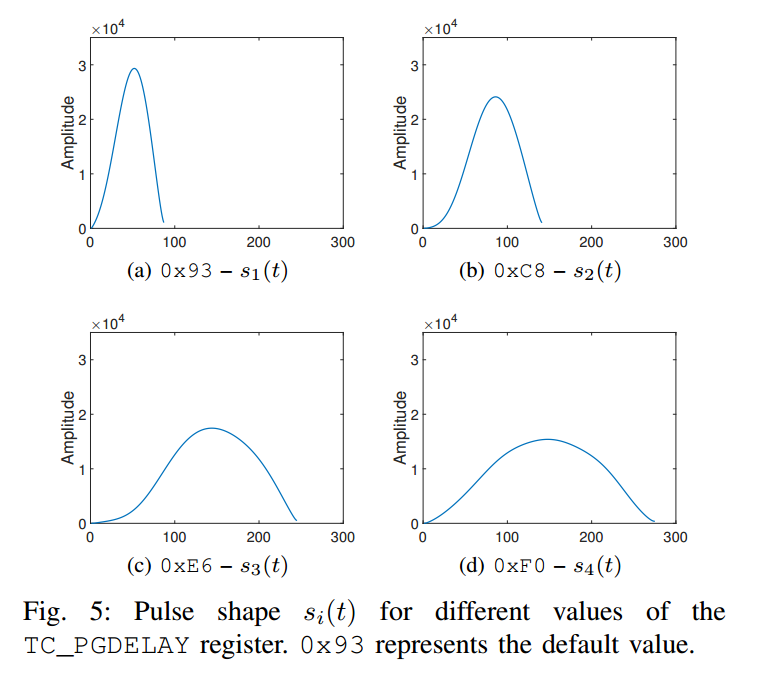 ×10⁴ ×10⁴
3 3
2 2
1 1
0 0
Amplitude Amplitude
0 100 200 300 0 100 200 300
(a) 0x93 – s₁(t) (b) 0xC8 – s₂(t)
×10⁴ ×10⁴
3 3
2 2
1 1
0 0
Amplitude Amplitude
0 100 200 300 0 100 200 300
(c) 0xE6 – s₃(t) (d) 0xF0 – s₄(t)
Fig. 5: Pulse shape sᵢ(t) for different values of the
TC_PGDELAY register. 0x93 represents the default value.